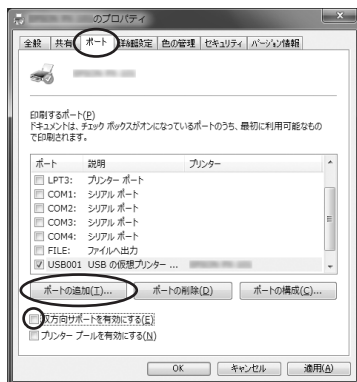 のプロパティ
全般 共有 ポート 詳細設定 色の管理 セキュリティ バージョン情報
印刷するポート(P)
ドキュメントは、チェック ボックスがオンになっているポートのうち、最初に利用可能なもの
で印刷されます。
ポート 説明 プリンター
LPT3: プリンター ポート
COM1: シリアル ポート
COM2: シリアル ポート
COM3: シリアル ポート
COM4: シリアル ポート
FILE: ファイルへ出力
USB001 USB の仮想プリンター ...
ポートの追加(T)... ポートの削除(D) ポートの構成(C)...
双方向サポートを有効にする(E)
プリンター プールを有効にする(N)
OK キャンセル 適用(A)